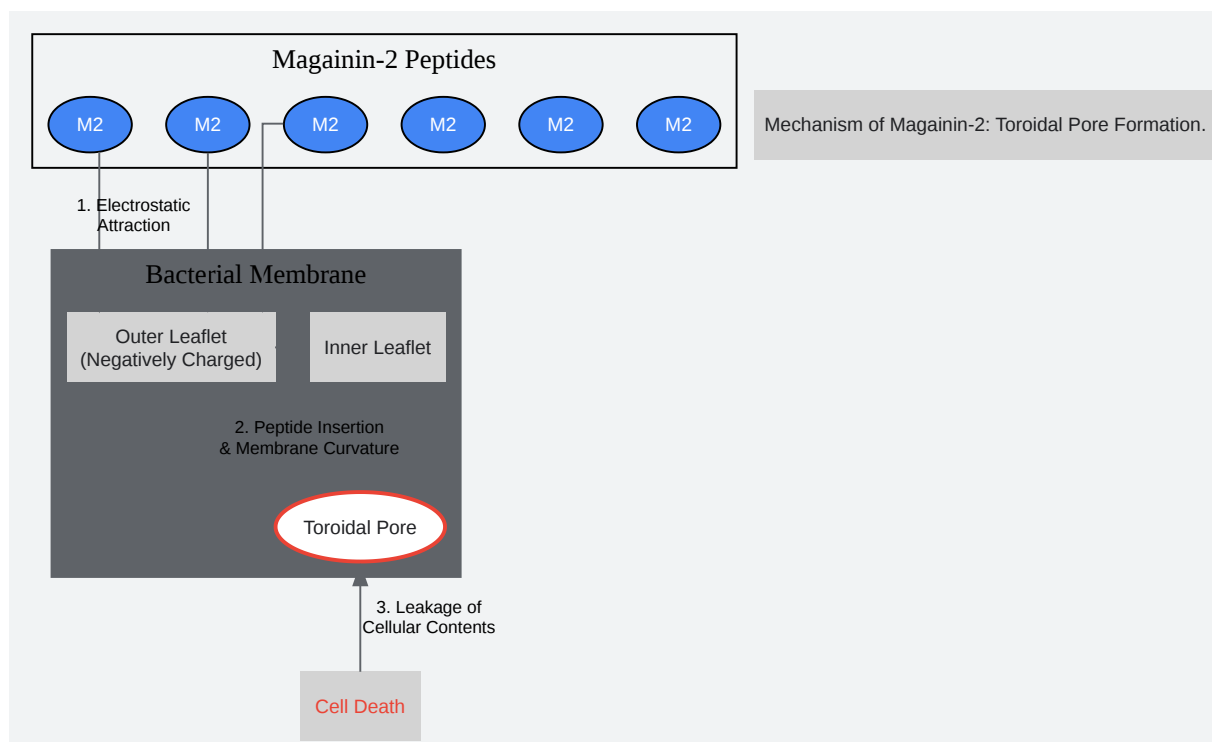 Magainin-2 Peptides
M2 M2 M2 M2 M2 M2
Mechanism of Magainin-2: Toroidal Pore Formation.
1. Electrostatic
Attraction
Bacterial Membrane
Outer Leaflet
(Negatively Charged)
Inner Leaflet
2. Peptide Insertion
& Membrane Curvature
Toroidal Pore
3. Leakage of
Cellular Contents
Cell Death